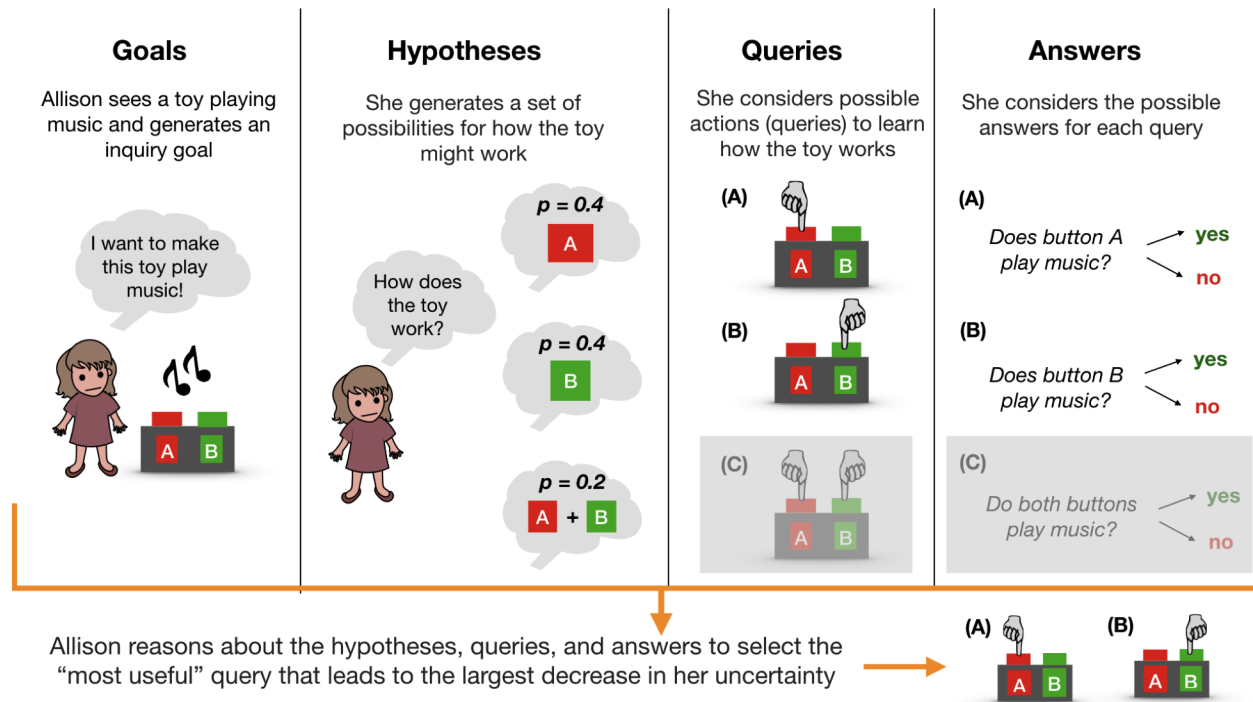 Goals
Allison sees a toy playing
music and generates an
inquiry goal
I want to make
this toy play
music!
A B
Hypotheses
She generates a set of
possibilities for how the toy
might work
How does
the toy
work?
p = 0.4
A
p = 0.4
B
p = 0.2
A + B
Queries
She considers possible
actions (queries) to learn
how the toy works
(A)
A B
(B)
A B
(C)
A B
Answers
She considers the possible
answers for each query
(A)
Does button A
play music?
yes
no
(B)
Does button B
play music?
yes
no
(C)
Do both buttons
play music?
yes
no
Allison reasons about the hypotheses, queries, and answers to select the
“most useful” query that leads to the largest decrease in her uncertainty
(A)
A B
(B)
A B